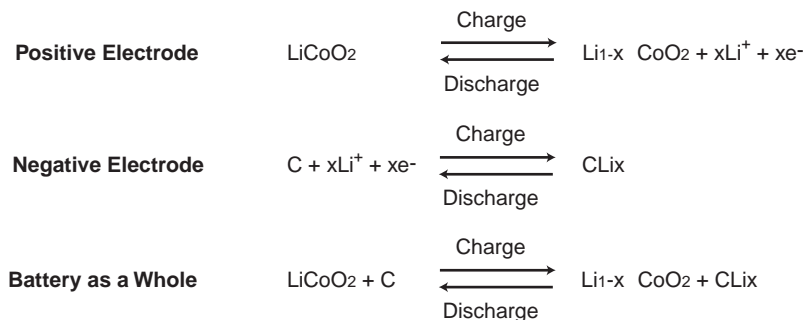 Charge
Positive Electrode LiCoO2 Li1-x CoO2 + xLi+ + xe-
Discharge
Charge
Negative Electrode C + xLi+ + xe- CLix
Discharge
Charge
Battery as a Whole LiCoO2 + C Li1-x CoO2 + CLix
Discharge